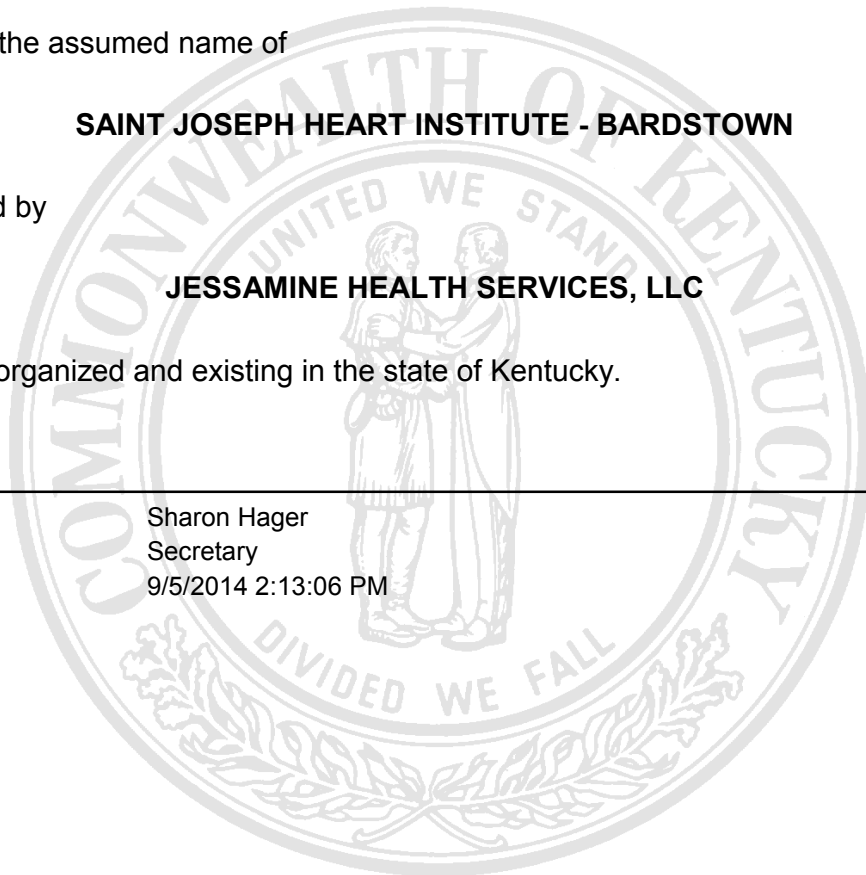 the assumed name of
SAINT JOSEPH HEART INSTITUTE - BARDSTOWN
d by
JESSAMINE HEALTH SERVICES, LLC
organized and existing in the state of Kentucky.
Sharon Hager
Secretary
9/5/2014 2:13:06 PM
COMMONWEALTH OF KENTUCKY
UNITED WE STAND
DIVIDED WE FALL